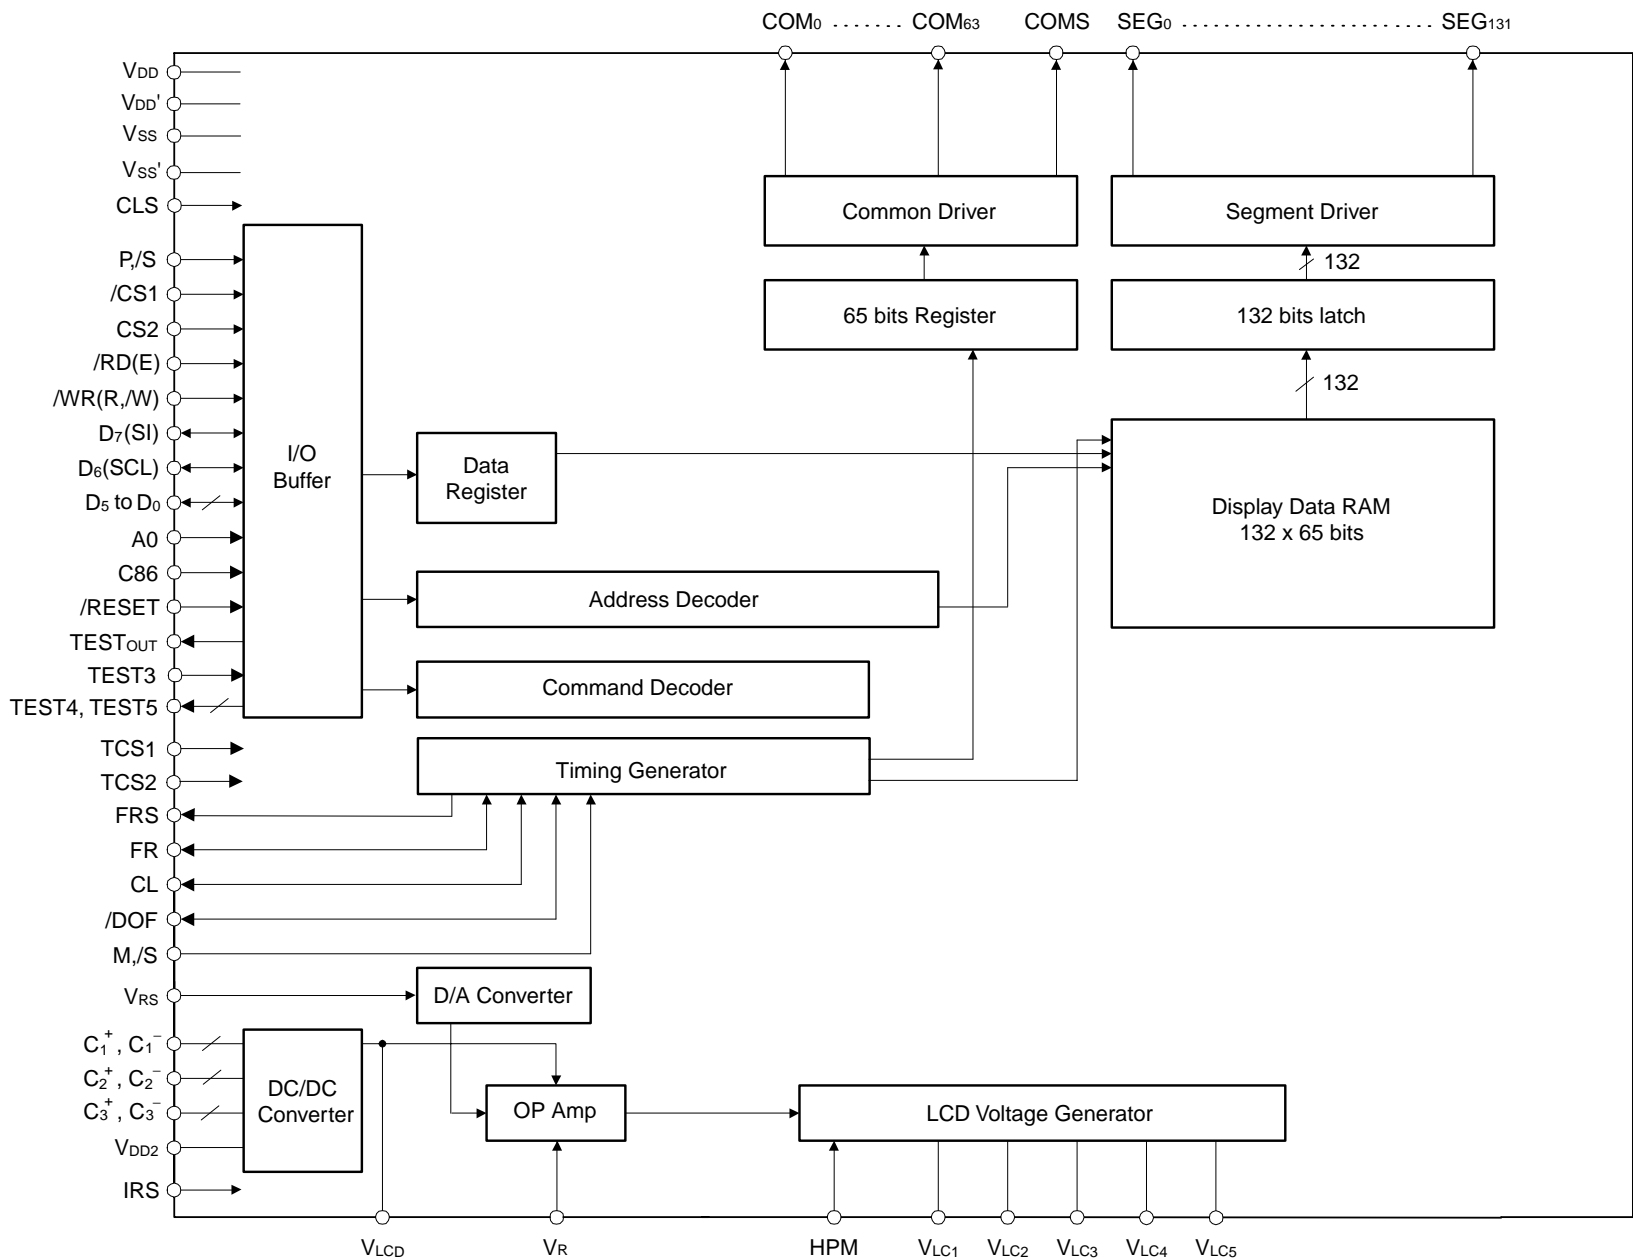 COM0 ........ COM63 COMS SEG0 .................. SEG131
VDD
VDD'
VSS
VSS'
CLS
P,/S
/CS1
CS2
/RD(E)
/WR(R,/W)
D7(SI)
D6(SCL)
D5 to D0
A0
C86
/RESET
TESTOUT
TEST3
TEST4, TEST5
TCS1
TCS2
FRS
FR
CL
/DOF
M,/S
VRS
C1+ , C1−
C2+ , C2−
C3+ , C3−
VDD2
IRS
I/O
Buffer
Common Driver
Segment Driver
132
65 bits Register
132 bits latch
132
Data
Register
Display Data RAM
132 x 65 bits
Address Decoder
Command Decoder
Timing Generator
D/A Converter
DC/DC
Converter
OP Amp
LCD Voltage Generator
VLCD VR HPM VLC1 VLC2 VLC3 VLC4 VLC5